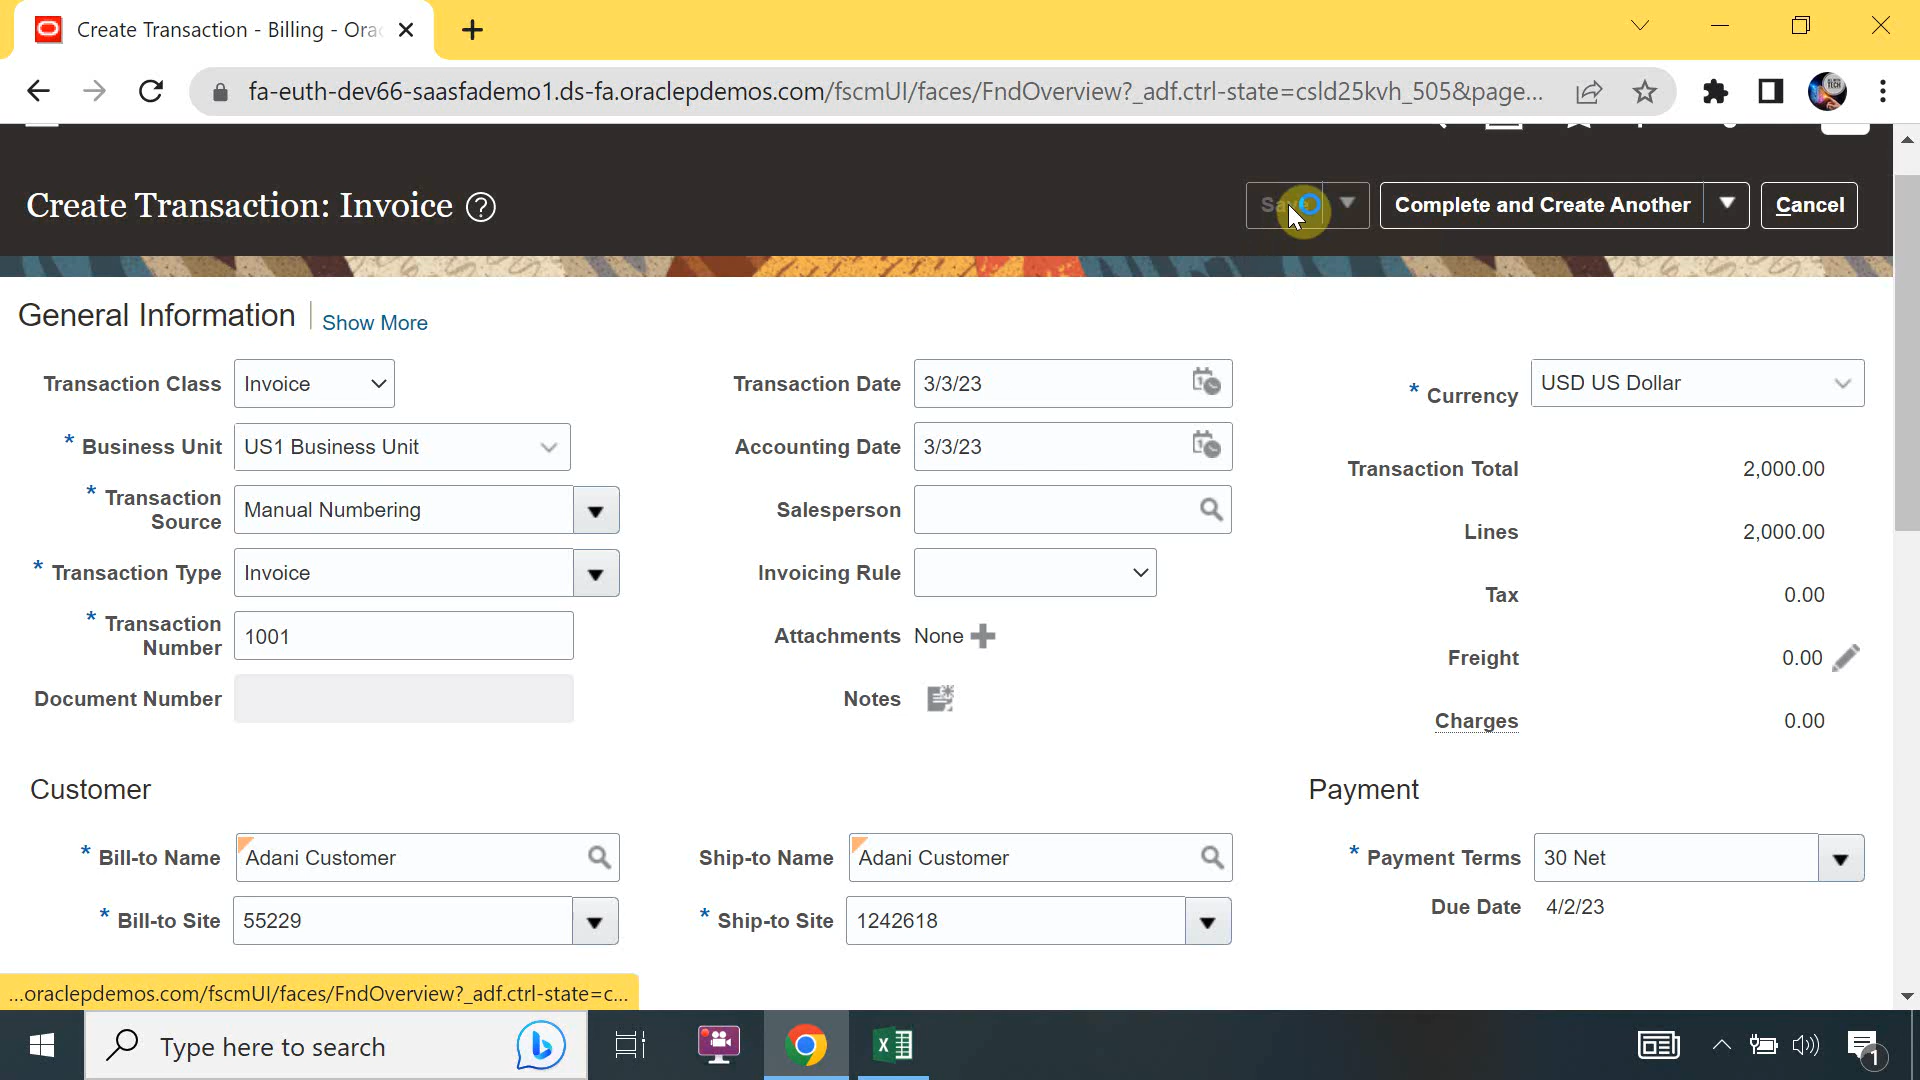 Create Transaction - Billing - Ora
fa-euth-dev66-saasfademo1.ds-fa.oraclepdemos.com/fscmUI/faces/FndOverview?_adf.ctrl-state=csld25kvh_505&page...
Create Transaction: Invoice ?
Save
Complete and Create Another
Cancel
General Information
Show More
Transaction Class Invoice
* Business Unit US1 Business Unit
* Transaction Source Manual Numbering
* Transaction Type Invoice
* Transaction Number 1001
Document Number
Transaction Date 3/3/23
Accounting Date 3/3/23
Salesperson
Invoicing Rule
Attachments None
Notes
* Currency USD US Dollar
Transaction Total 2,000.00
Lines 2,000.00
Tax 0.00
Freight 0.00
Charges 0.00
Customer
* Bill-to Name Adani Customer
* Bill-to Site 55229
Ship-to Name Adani Customer
* Ship-to Site 1242618
Payment
* Payment Terms 30 Net
Due Date 4/2/23
...oraclepdemos.com/fscmUI/faces/FndOverview?_adf.ctrl-state=c...
Type here to search
1